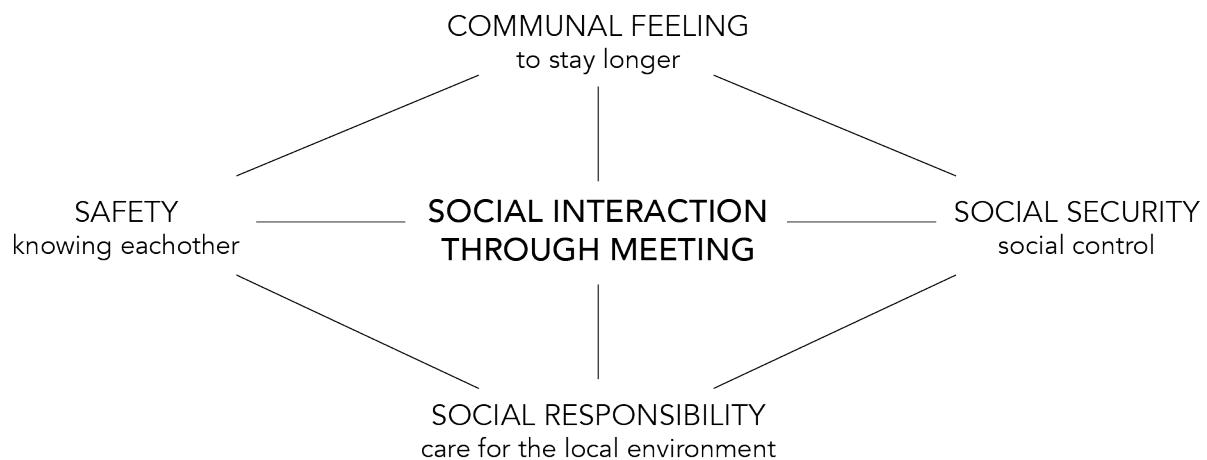 COMMUNAL FEELING
to stay longer
SAFETY
knowing eachother
SOCIAL INTERACTION
THROUGH MEETING
SOCIAL SECURITY
social control
SOCIAL RESPONSIBILITY
care for the local environment